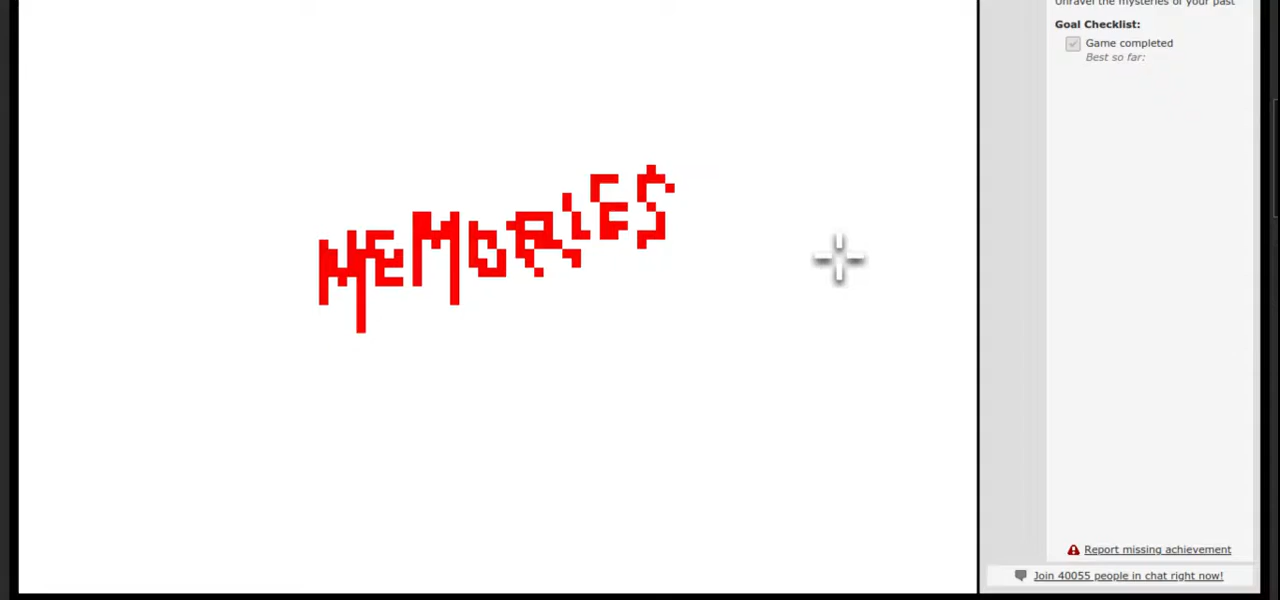 Unravel the mysteries of your past
Goal Checklist:
Game completed
Best so far:
MEMORIES
Report missing achievement
Join 40055 people in chat right now!